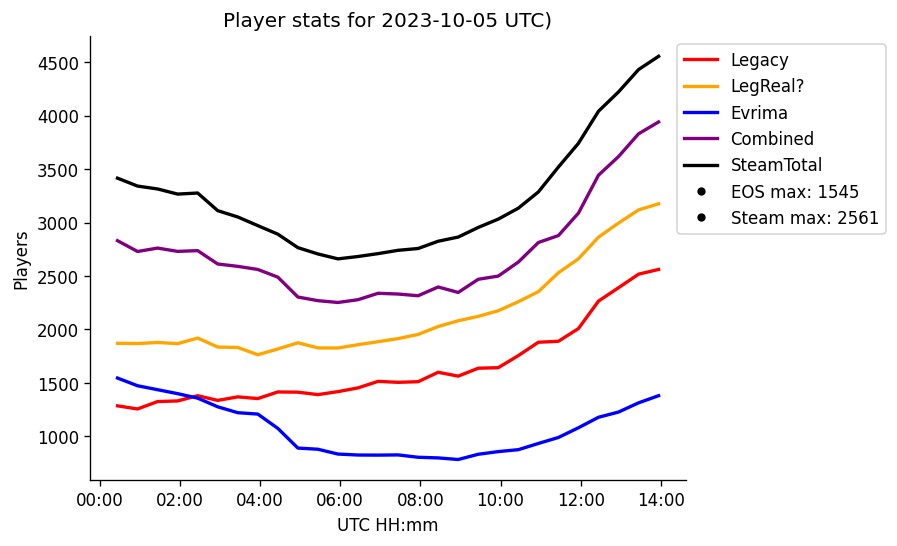 Player stats for 2023-10-05 UTC)
Players
4500
4000
3500
3000
2500
2000
1500
1000
00:00 02:00 04:00 06:00 08:00 10:00 12:00 14:00
UTC HH:mm
Legacy
LegReal?
Evrima
Combined
SteamTotal
EOS max: 1545
Steam max: 2561